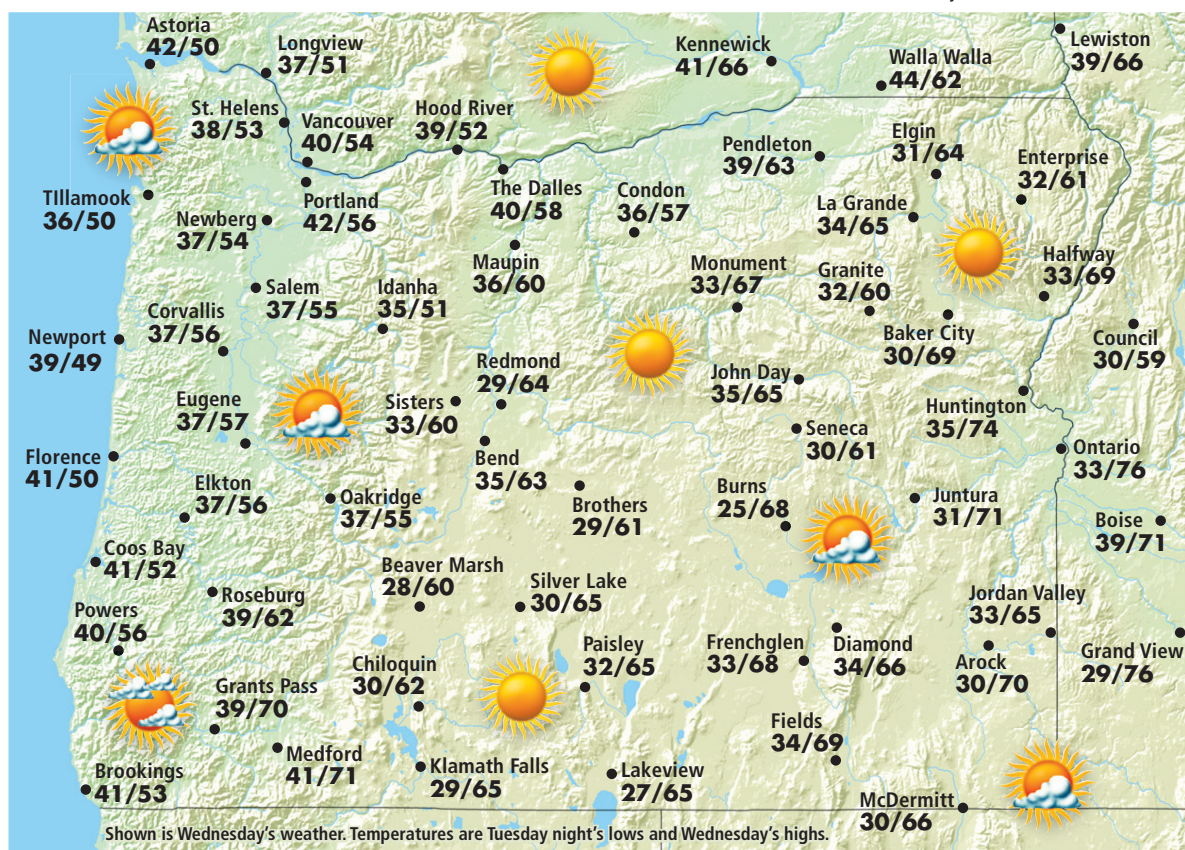 Astoria
42/50
Longview
37/51
Kennewick
41/66
Walla Walla
44/62
Lewiston
39/66
St. Helens
38/53
Vancouver
40/54
Hood River
39/52
Pendleton
39/63
Elgin
31/64
Enterprise
32/61
TIllamook
36/50
Newberg
37/54
Portland
42/56
The Dalles
40/58
Condon
36/57
La Grande
34/65
Maupin
36/60
Monument
33/67
Granite
32/60
Halfway
33/69
Salem
37/55
Idanha
35/51
Corvallis
37/56
Newport
39/49
Baker City
30/69
Council
30/59
Redmond
29/64
John Day
35/65
Eugene
37/57
Sisters
33/60
Huntington
35/74
Seneca
30/61
Florence
41/50
Bend
35/63
Ontario
33/76
Elkton
37/56
Oakridge
37/55
Brothers
29/61
Burns
25/68
Juntura
31/71
Boise
39/71
Coos Bay
41/52
Beaver Marsh
28/60
Silver Lake
30/65
Roseburg
39/62
Jordan Valley
33/65
Powers
40/56
Paisley
32/65
Frenchglen
33/68
Diamond
34/66
Arock
30/70
Grand View
29/76
Chiloquin
30/62
Grants Pass
39/70
Fields
34/69
Medford
41/71
Klamath Falls
29/65
Lakeview
27/65
Brookings
41/53
McDermitt
30/66
Shown is Wednesday's weather. Temperatures are Tuesday night's lows and Wednesday's highs.